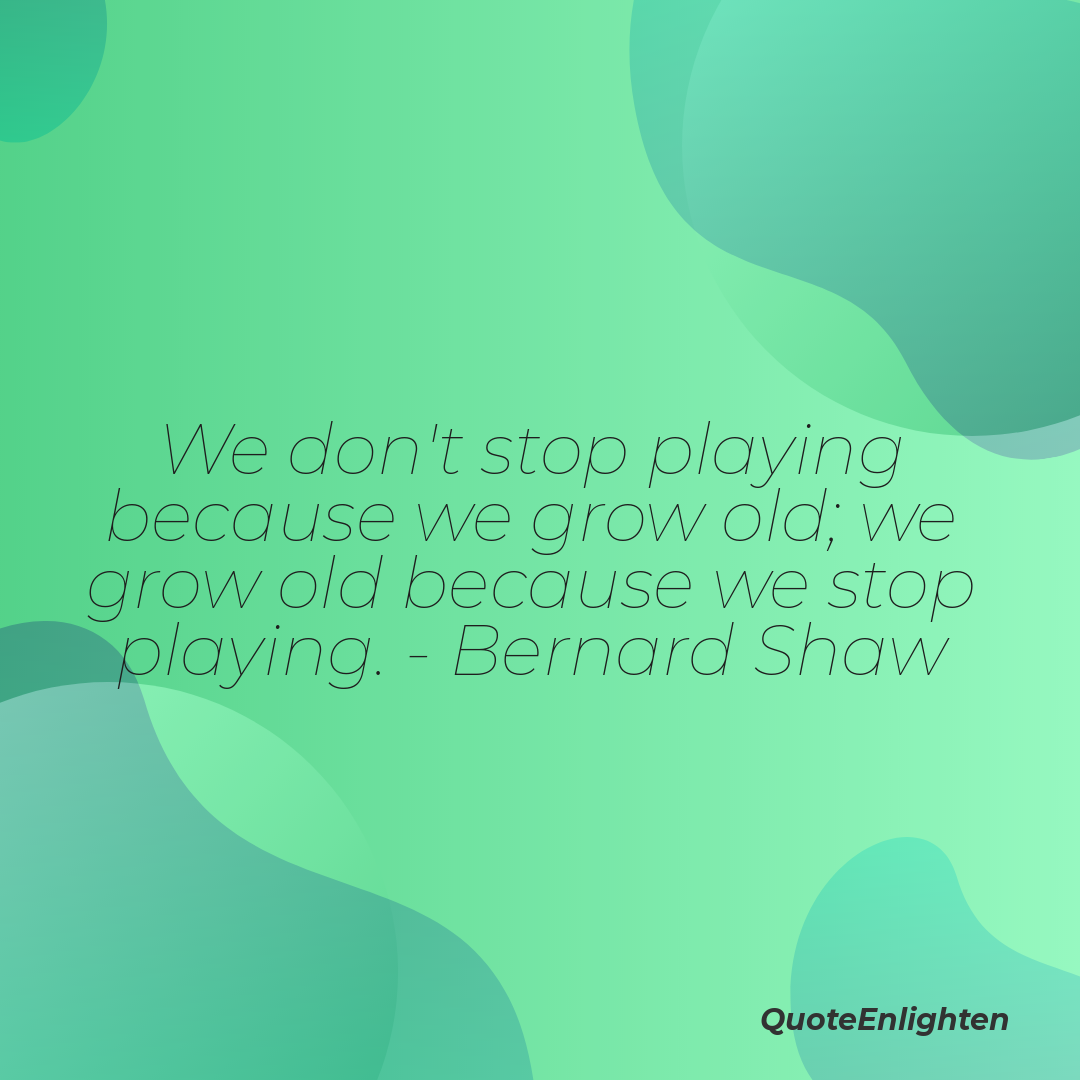 We don't stop playing
because we grow old; we
grow old because we stop
playing. - Bernard Shaw
QuoteEnlighten